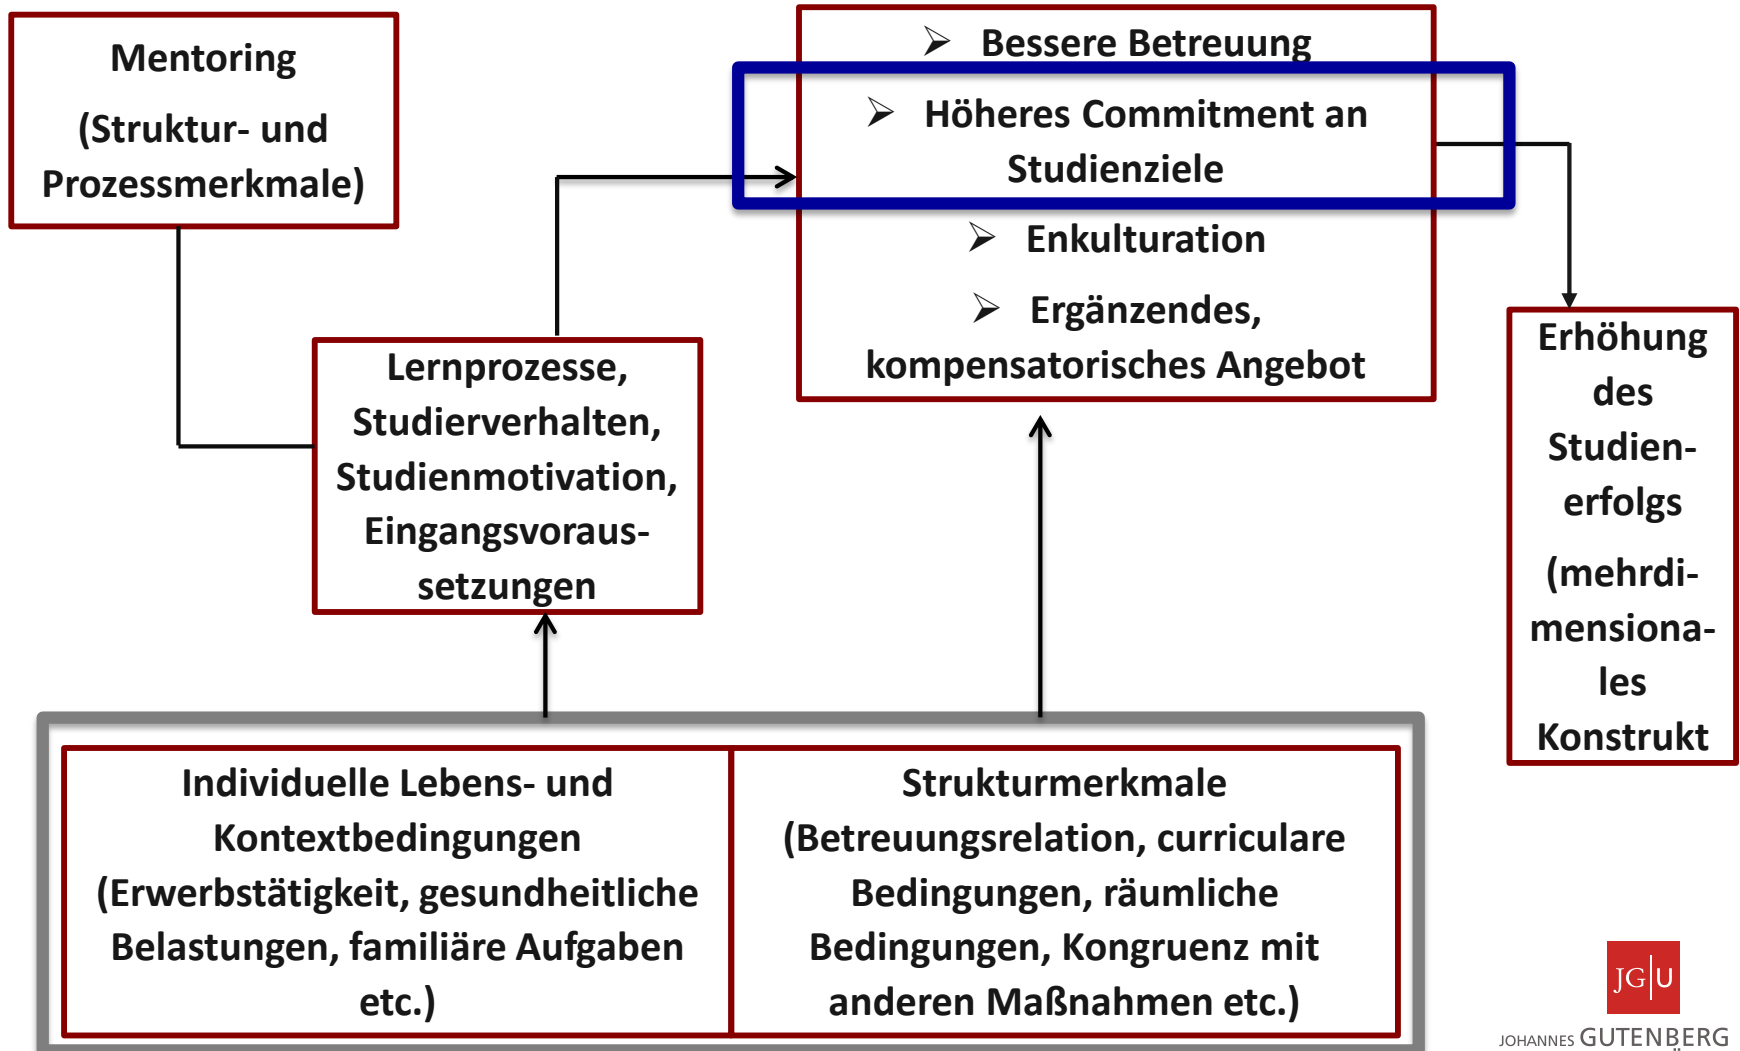 Mentoring
(Struktur- und
Prozessmerkmale)
➢ Bessere Betreuung
➢ Höheres Commitment an
Studienziele
➢ Enkulturation
➢ Ergänzendes,
kompensatorisches Angebot
Lernprozesse,
Studierverhalten,
Studienmotivation,
Eingangsvoraus-
setzungen
Erhöhung
des
Studien-
erfolgs
(mehrdi-
mensiona-
les
Konstrukt
Individuelle Lebens- und
Kontextbedingungen
(Erwerbstätigkeit, gesundheitliche
Belastungen, familiäre Aufgaben
etc.)
Strukturmerkmale
(Betreuungsrelation, curriculare
Bedingungen, räumliche
Bedingungen, Kongruenz mit
anderen Maßnahmen etc.)
JG|U
JOHANNES GUTENBERG